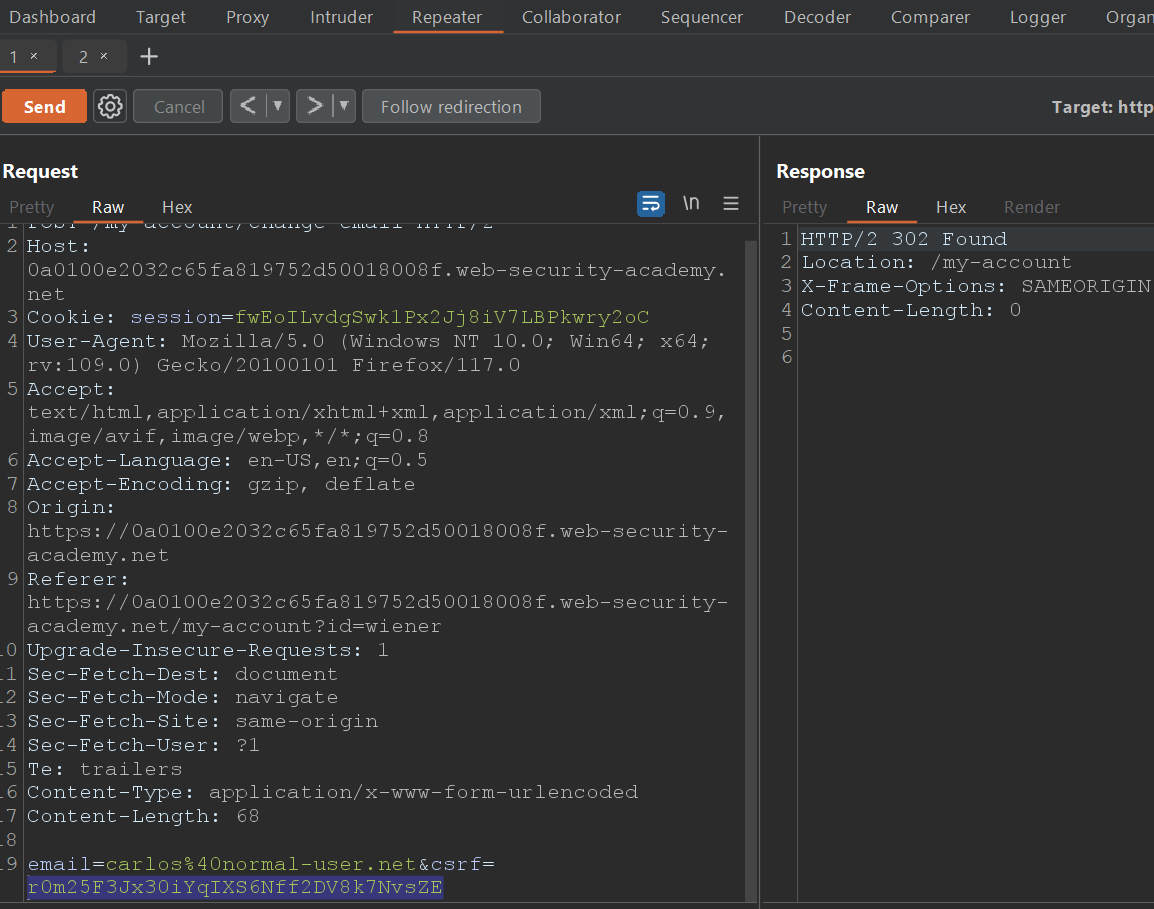 Dashboard Target Proxy Intruder Repeater Collaborator Sequencer Decoder Comparer Logger Organ
1 × 2 × +
Send Cancel < ▼ > ▼ Follow redirection Target: http
Request
Pretty Raw Hex \n
1 POST /my-account/change-email HTTP/2
2 Host:
0a0100e2032c65fa819752d50018008f.web-security-academy.
net
3 Cookie: session=fwEoILvdgSwklPx2Jj8iV7LBPkwry2oC
4 User-Agent: Mozilla/5.0 (Windows NT 10.0; Win64; x64;
rv:109.0) Gecko/20100101 Firefox/117.0
5 Accept:
text/html,application/xhtml+xml,application/xml;q=0.9,
image/avif,image/webp,*/*;q=0.8
6 Accept-Language: en-US,en;q=0.5
7 Accept-Encoding: gzip, deflate
8 Origin:
https://0a0100e2032c65fa819752d50018008f.web-security-
academy.net
9 Referer:
https://0a0100e2032c65fa819752d50018008f.web-security-
academy.net/my-account?id=wiener
10 Upgrade-Insecure-Requests: 1
11 Sec-Fetch-Dest: document
12 Sec-Fetch-Mode: navigate
13 Sec-Fetch-Site: same-origin
14 Sec-Fetch-User: ?1
15 Te: trailers
16 Content-Type: application/x-www-form-urlencoded
17 Content-Length: 68
18
19 email=carlos%40normal-user.net&csrf=
r0m25F3Jx30iYqIXS6Nff2DV8k7NvsZE
Response
Pretty Raw Hex Render
1 HTTP/2 302 Found
2 Location: /my-account
3 X-Frame-Options: SAMEORIGIN
4 Content-Length: 0
5
6